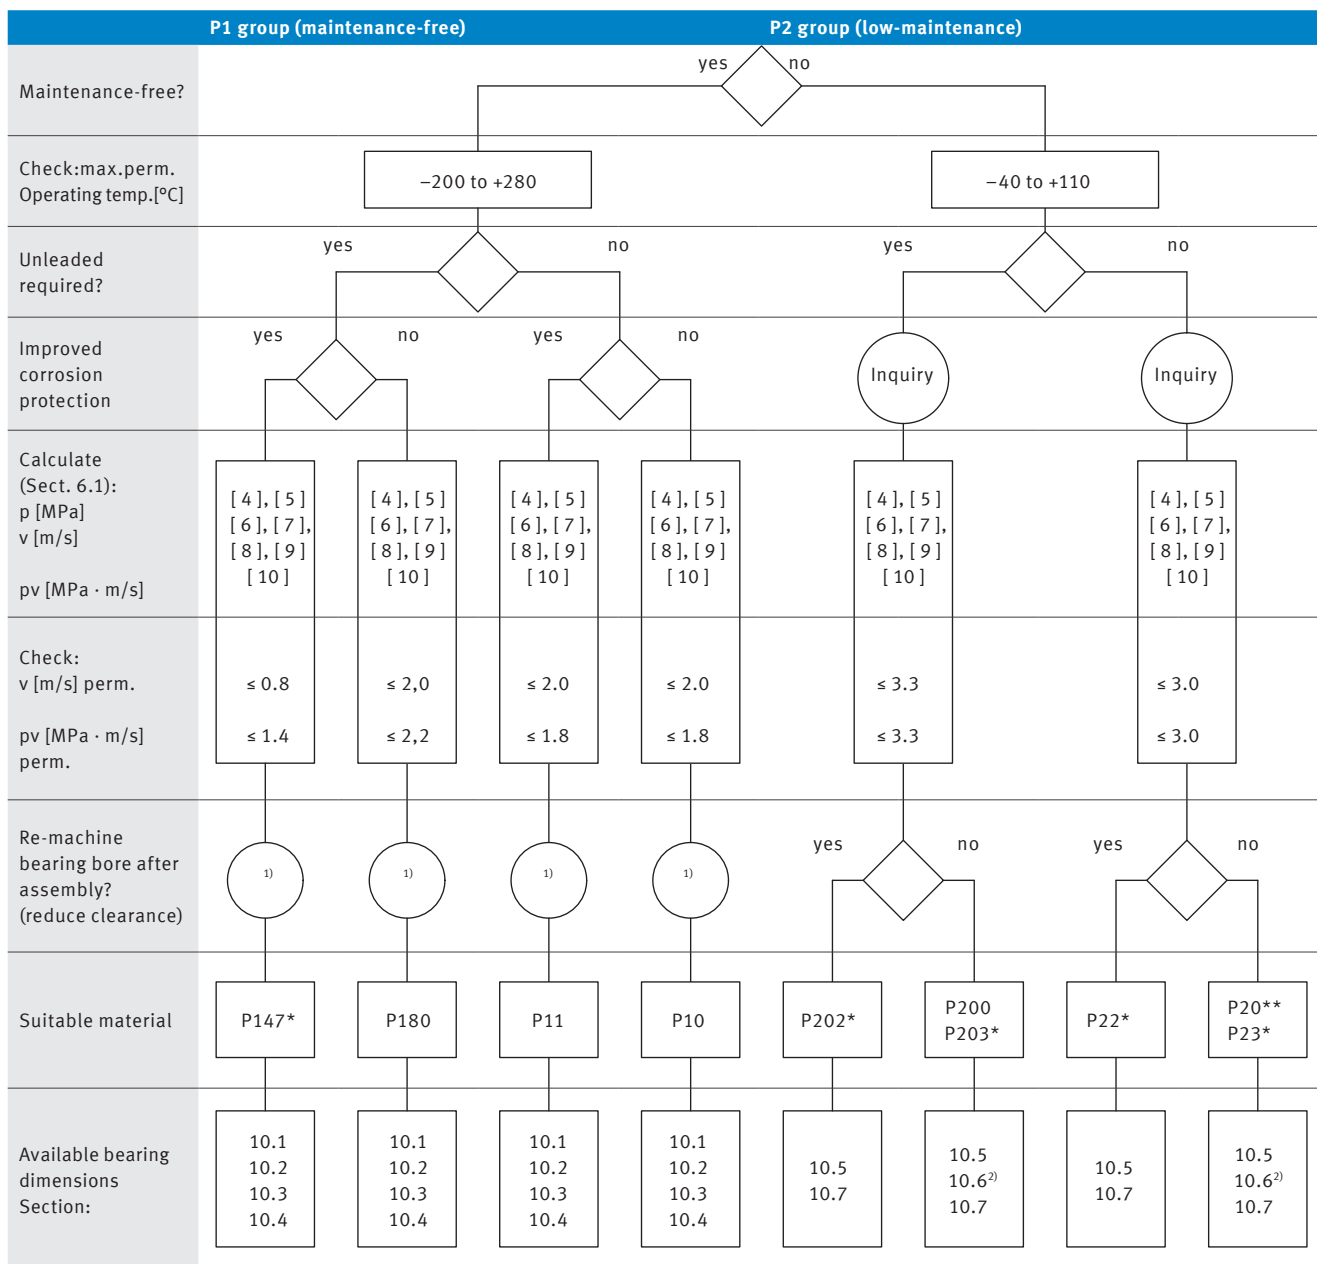 P1 group (maintenance-free) P2 group (low-maintenance)
Maintenance-free?
yes no
Check:max.perm.
Operating temp.[°C]
–200 to +280 –40 to +110
Unleaded
required?
yes no yes no
Improved
corrosion
protection
yes no yes no
Inquiry Inquiry
Calculate
(Sect. 6.1):
p [MPa]
v [m/s]
pv [MPa · m/s]
[ 4 ], [ 5 ] [ 4 ], [ 5 ] [ 4 ], [ 5 ] [ 4 ], [ 5 ] [ 4 ], [ 5 ] [ 4 ], [ 5 ]
[ 6 ], [ 7 ], [ 6 ], [ 7 ], [ 6 ], [ 7 ], [ 6 ], [ 7 ], [ 6 ], [ 7 ], [ 6 ], [ 7 ],
[ 8 ], [ 9 ] [ 8 ], [ 9 ] [ 8 ], [ 9 ] [ 8 ], [ 9 ] [ 8 ], [ 9 ] [ 8 ], [ 9 ]
[ 10 ] [ 10 ] [ 10 ] [ 10 ] [ 10 ] [ 10 ]
Check:
v [m/s] perm.
≤ 0.8 ≤ 2,0 ≤ 2.0 ≤ 2.0 ≤ 3.3 ≤ 3.0
pv [MPa · m/s]
perm.
≤ 1.4 ≤ 2,2 ≤ 1.8 ≤ 1.8 ≤ 3.3 ≤ 3.0
Re-machine
bearing bore after
assembly?
(reduce clearance)
1) 1) 1) 1)
yes no yes no
Suitable material
P147* P180 P11 P10 P202* P200 P22* P20**
P203* P23*
Available bearing
dimensions
Section:
10.1 10.1 10.1 10.1 10.5 10.5 10.5 10.5
10.2 10.2 10.2 10.2 10.7 10.6²⁾ 10.7 10.6²⁾
10.3 10.3 10.3 10.3 10.7 10.7
10.4 10.4 10.4 10.4